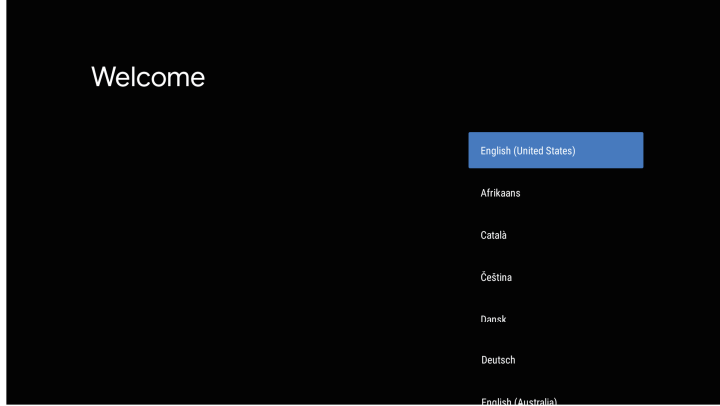 Welcome
English (United States)
Afrikaans
Català
Čeština
Dansk
Deutsch
English (Australia)